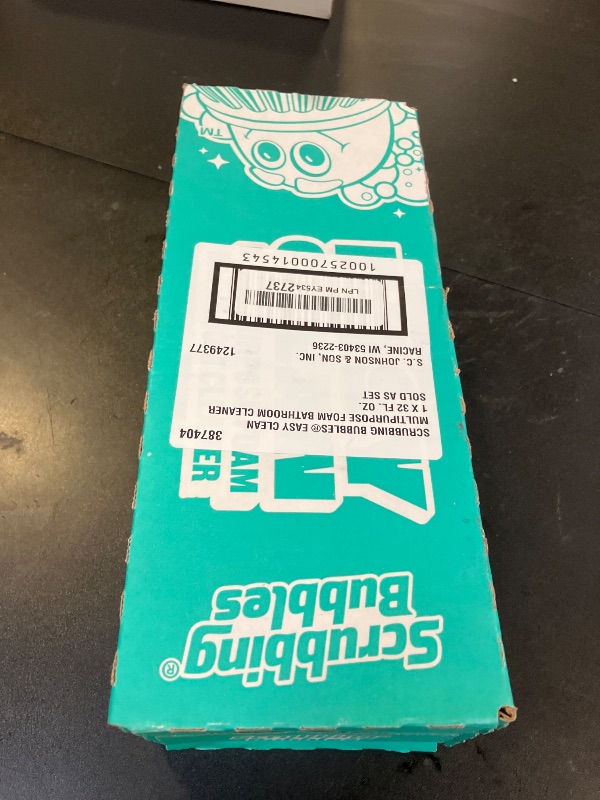 Scrubbing
Bubbles®
387404
SCRUBBING BUBBLES® EASY CLEAN
MULTIPURPOSE FOAM BATHROOM CLEANER
1 X 32 FL. OZ.
SOLD AS SET
1249377
S.C. JOHNSON & SON, INC.
RACINE, WI 53403-2236
LPN PM EY5342737
10025700014543
TM